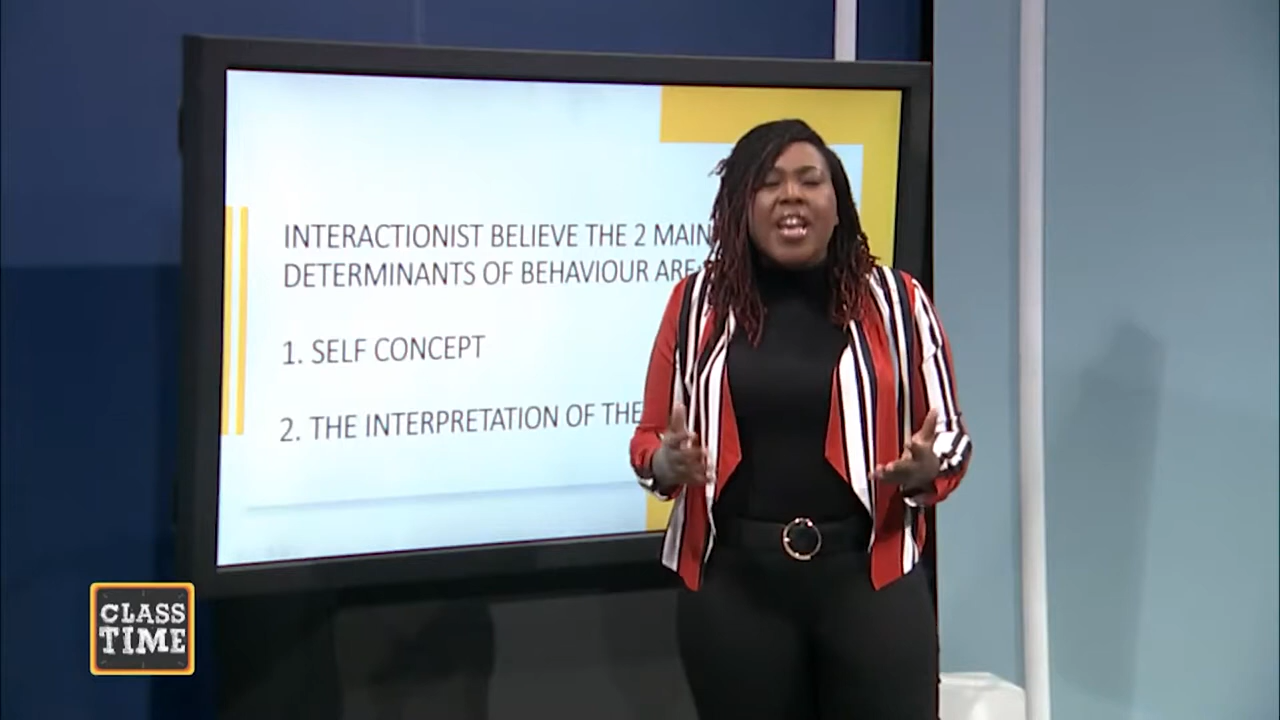 INTERACTIONIST BELIEVE THE 2 MAIN
DETERMINANTS OF BEHAVIOUR ARE:
1. SELF CONCEPT
2. THE INTERPRETATION OF THE
CLASS
TIME